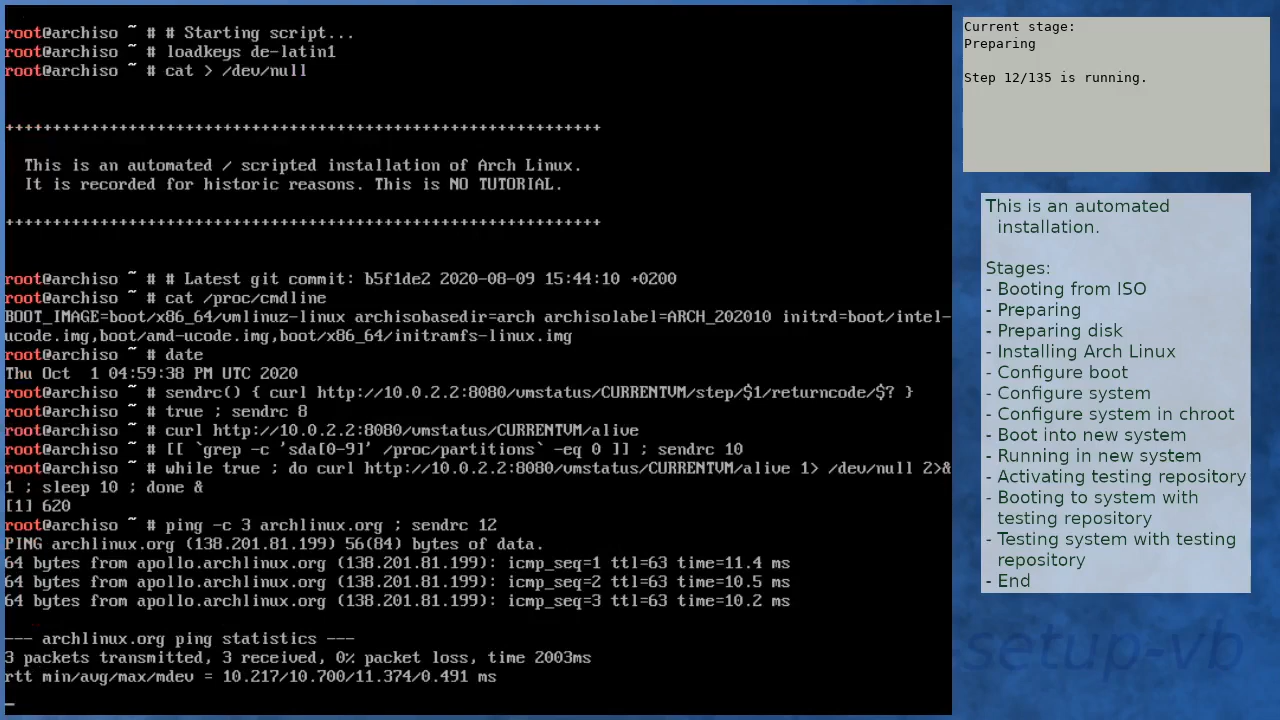 root@archiso ~ # # Starting script...
root@archiso ~ # loadkeys de-latin1
root@archiso ~ # cat > /dev/null
+++++++++++++++++++++++++++++++++++++++++++++++++++++++++++++++
This is an automated / scripted installation of Arch Linux.
It is recorded for historic reasons. This is NO TUTORIAL.
+++++++++++++++++++++++++++++++++++++++++++++++++++++++++++++++
root@archiso ~ # # Latest git commit: b5f1de2 2020-08-09 15:44:10 +0200
root@archiso ~ # cat /proc/cmdline
BOOT_IMAGE=boot/x86_64/vmlinuz-linux archisobasedir=arch archisolabel=ARCH_202010 initrd=boot/intel-
ucode.img,boot/amd-ucode.img,boot/x86_64/initramfs-linux.img
root@archiso ~ # date
Thu Oct  1 04:59:38 PM UTC 2020
root@archiso ~ # sendrc() { curl http://10.0.2.2:8080/vmstatus/CURRENTVM/step/$1/returncode/$? }
root@archiso ~ # true ; sendrc 8
root@archiso ~ # curl http://10.0.2.2:8080/vmstatus/CURRENTVM/alive
root@archiso ~ # [[ `grep -c 'sda[0-9]' /proc/partitions` -eq 0 ]] ; sendrc 10
root@archiso ~ # while true ; do curl http://10.0.2.2:8080/vmstatus/CURRENTVM/alive 1> /dev/null 2>&
1 ; sleep 10 ; done &
[1] 620
root@archiso ~ # ping -c 3 archlinux.org ; sendrc 12
PING archlinux.org (138.201.81.199) 56(84) bytes of data.
64 bytes from apollo.archlinux.org (138.201.81.199): icmp_seq=1 ttl=63 time=11.4 ms
64 bytes from apollo.archlinux.org (138.201.81.199): icmp_seq=2 ttl=63 time=10.5 ms
64 bytes from apollo.archlinux.org (138.201.81.199): icmp_seq=3 ttl=63 time=10.2 ms
--- archlinux.org ping statistics ---
3 packets transmitted, 3 received, 0% packet loss, time 2003ms
rtt min/avg/max/mdev = 10.217/10.700/11.374/0.491 ms
_
Current stage:
Preparing
Step 12/135 is running.
This is an automated
installation.
Stages:
- Booting from ISO
- Preparing
- Preparing disk
- Installing Arch Linux
- Configure boot
- Configure system
- Configure system in chroot
- Boot into new system
- Running in new system
- Activating testing repository
- Booting to system with
testing repository
- Testing system with testing
repository
- End
setup-vb